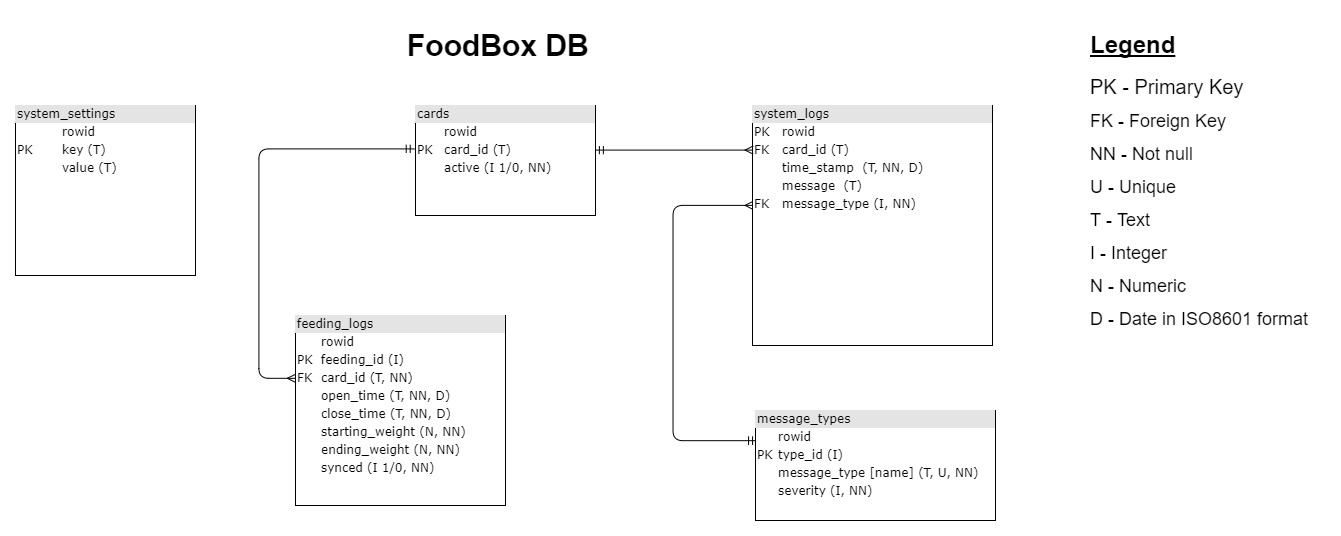 FoodBox DB
system_settings
rowid
PK key (T)
value (T)
cards
rowid
PK card_id (T)
active (I 1/0, NN)
system_logs
PK rowid
FK card_id (T)
time_stamp (T, NN, D)
message (T)
FK message_type (I, NN)
feeding_logs
rowid
PK feeding_id (I)
FK card_id (T, NN)
open_time (T, NN, D)
close_time (T, NN, D)
starting_weight (N, NN)
ending_weight (N, NN)
synced (I 1/0, NN)
message_types
rowid
PK type_id (I)
message_type [name] (T, U, NN)
severity (I, NN)
Legend
PK - Primary Key
FK - Foreign Key
NN - Not null
U - Unique
T - Text
I - Integer
N - Numeric
D - Date in ISO8601 format